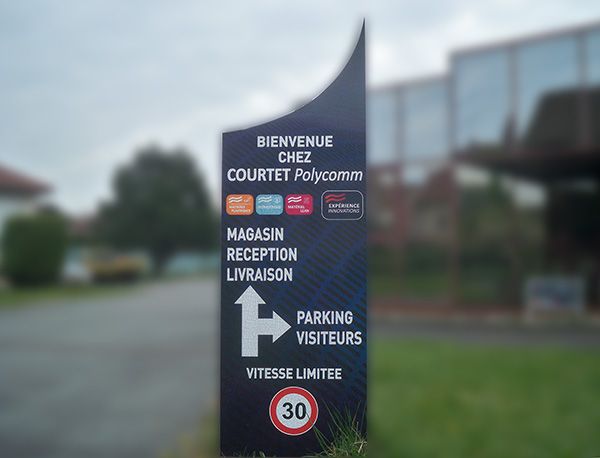 BIENVENUE
CHEZ
COURTET Polycomm
EXPÉRIENCE
INNOVATIONS
MAGASIN
RECEPTION
LIVRAISON
PARKING
VISITEURS
VITESSE LIMITEE
30